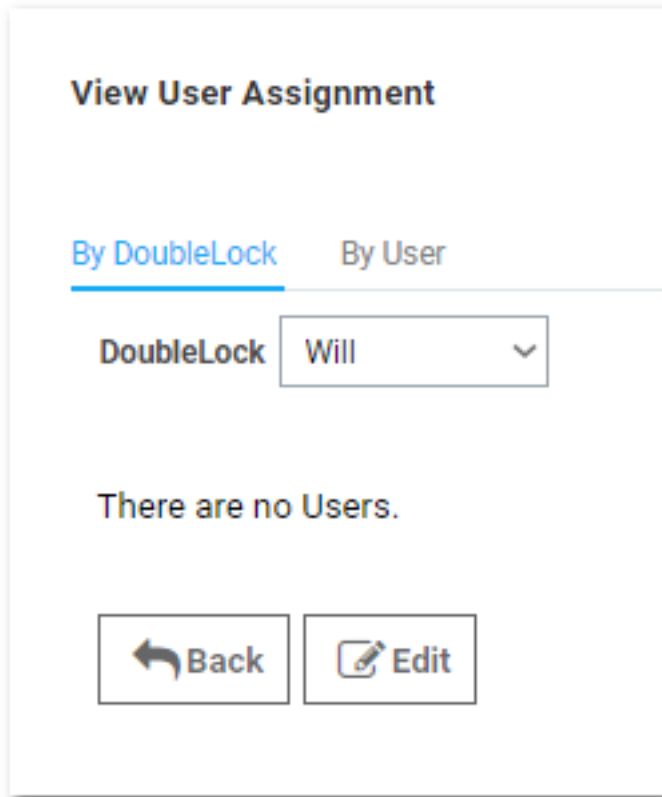 View User Assignment
By DoubleLock By User
DoubleLock Will
There are no Users.
Back Edit